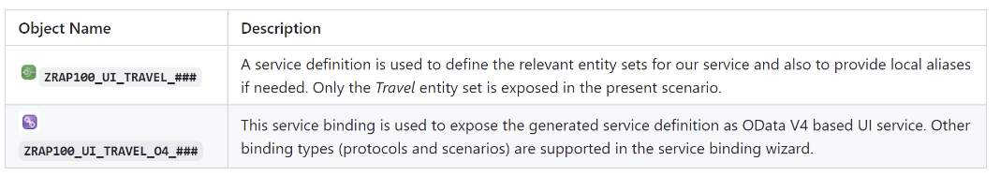 Object Name Description
ZRAP100_UI_TRAVEL_###
A service definition is used to define the relevant entity sets for our service and also to provide local aliases
if needed. Only the Travel entity set is exposed in the present scenario.
ZRAP100_UI_TRAVEL_O4_###
This service binding is used to expose the generated service definition as OData V4 based UI service. Other
binding types (protocols and scenarios) are supported in the service binding wizard.